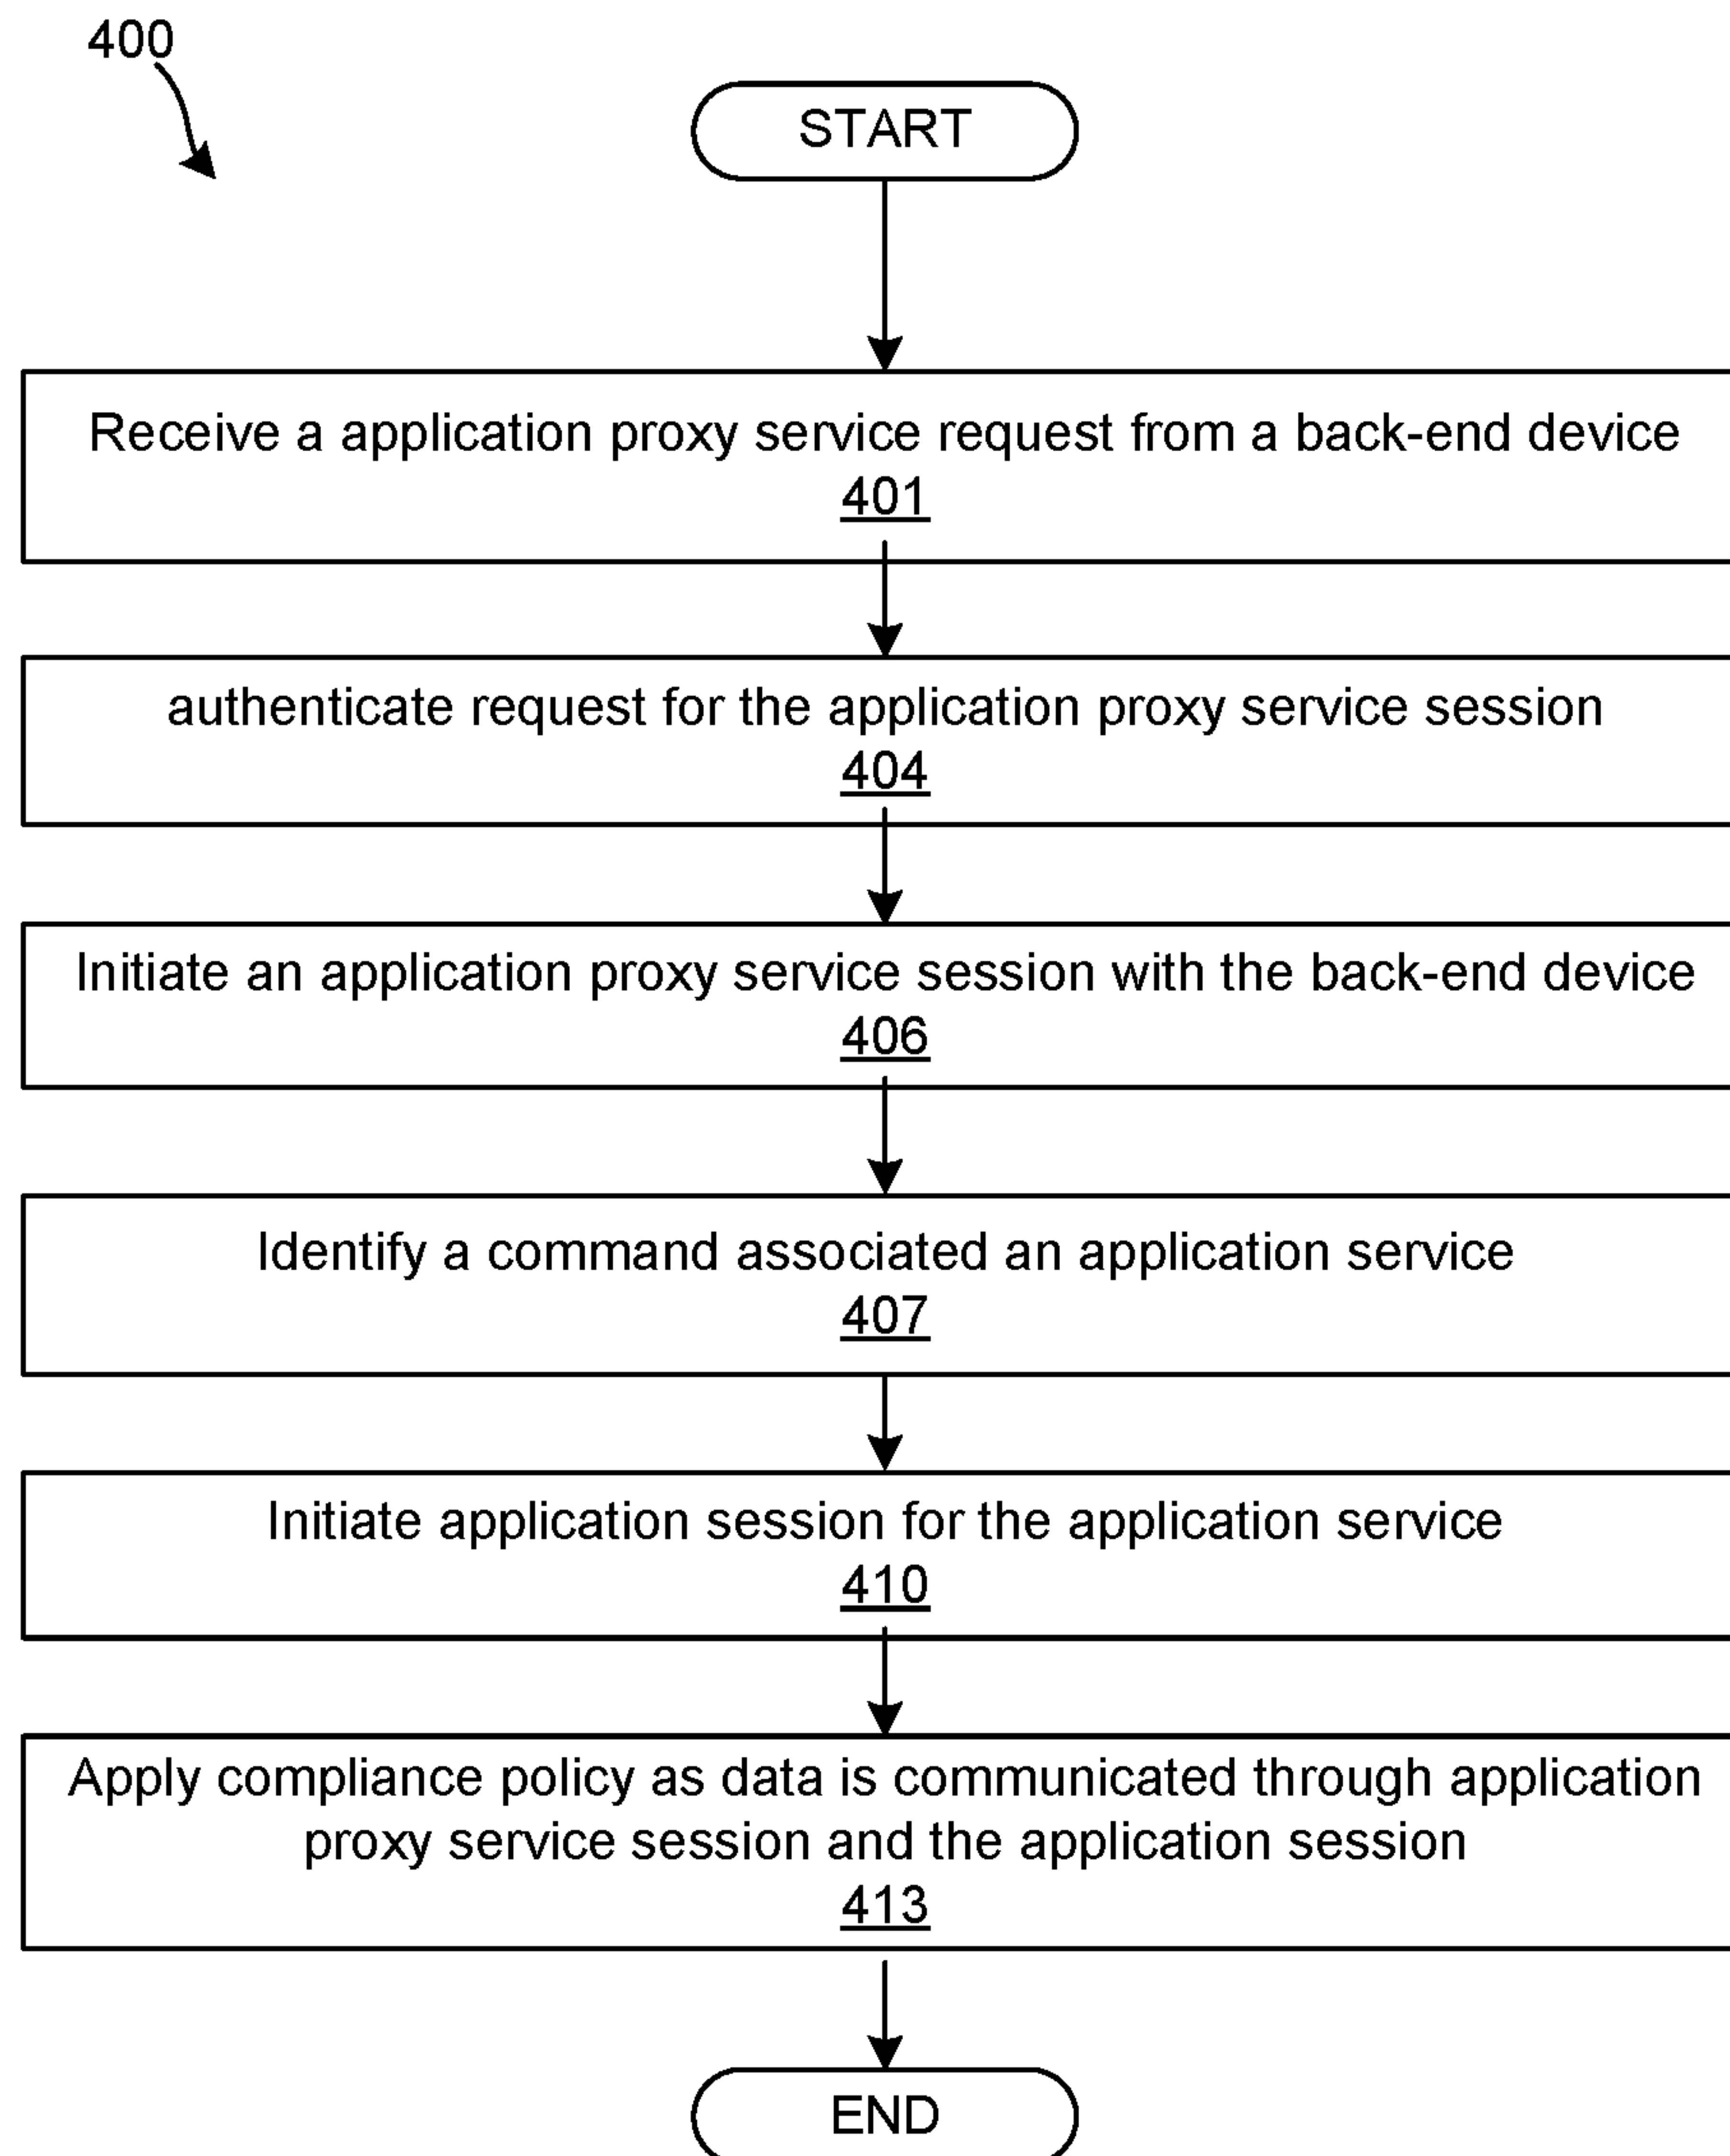 400
START
Receive a application proxy service request from a back-end device
401
authenticate request for the application proxy service session
404
Initiate an application proxy service session with the back-end device
406
Identify a command associated an application service
407
Initiate application session for the application service
410
Apply compliance policy as data is communicated through application
proxy service session and the application session
413
END